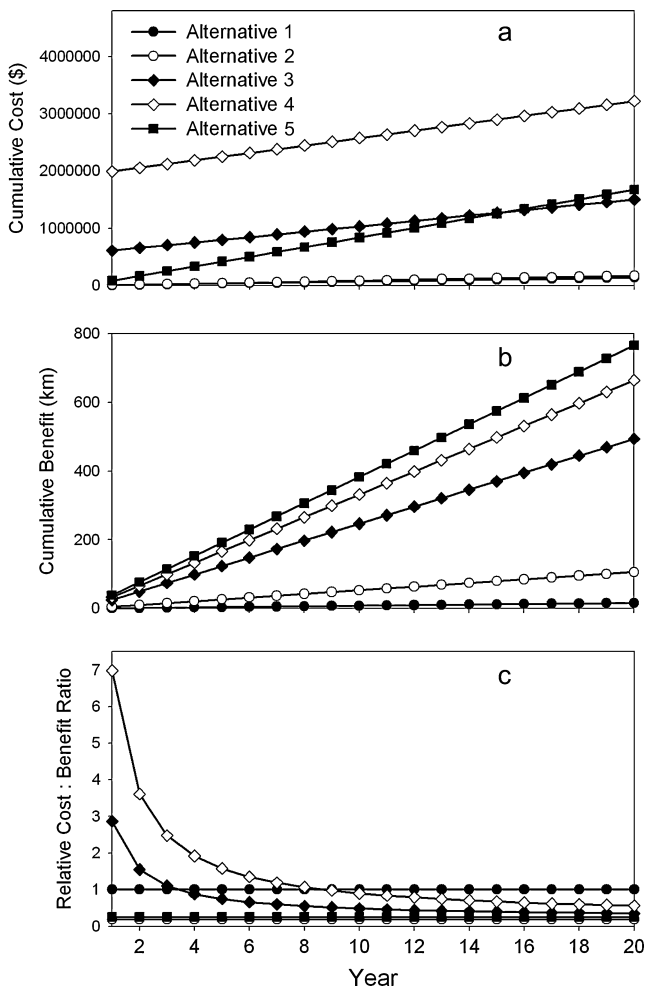 a
Alternative 1
Alternative 2
Alternative 3
Alternative 4
Alternative 5
Cumulative Cost ($)
4000000
3000000
2000000
1000000
0
b
Cumulative Benefit (km)
800
600
400
200
0
c
Relative Cost : Benefit Ratio
7
6
5
4
3
2
1
0
2 4 6 8 10 12 14 16 18 20
Year